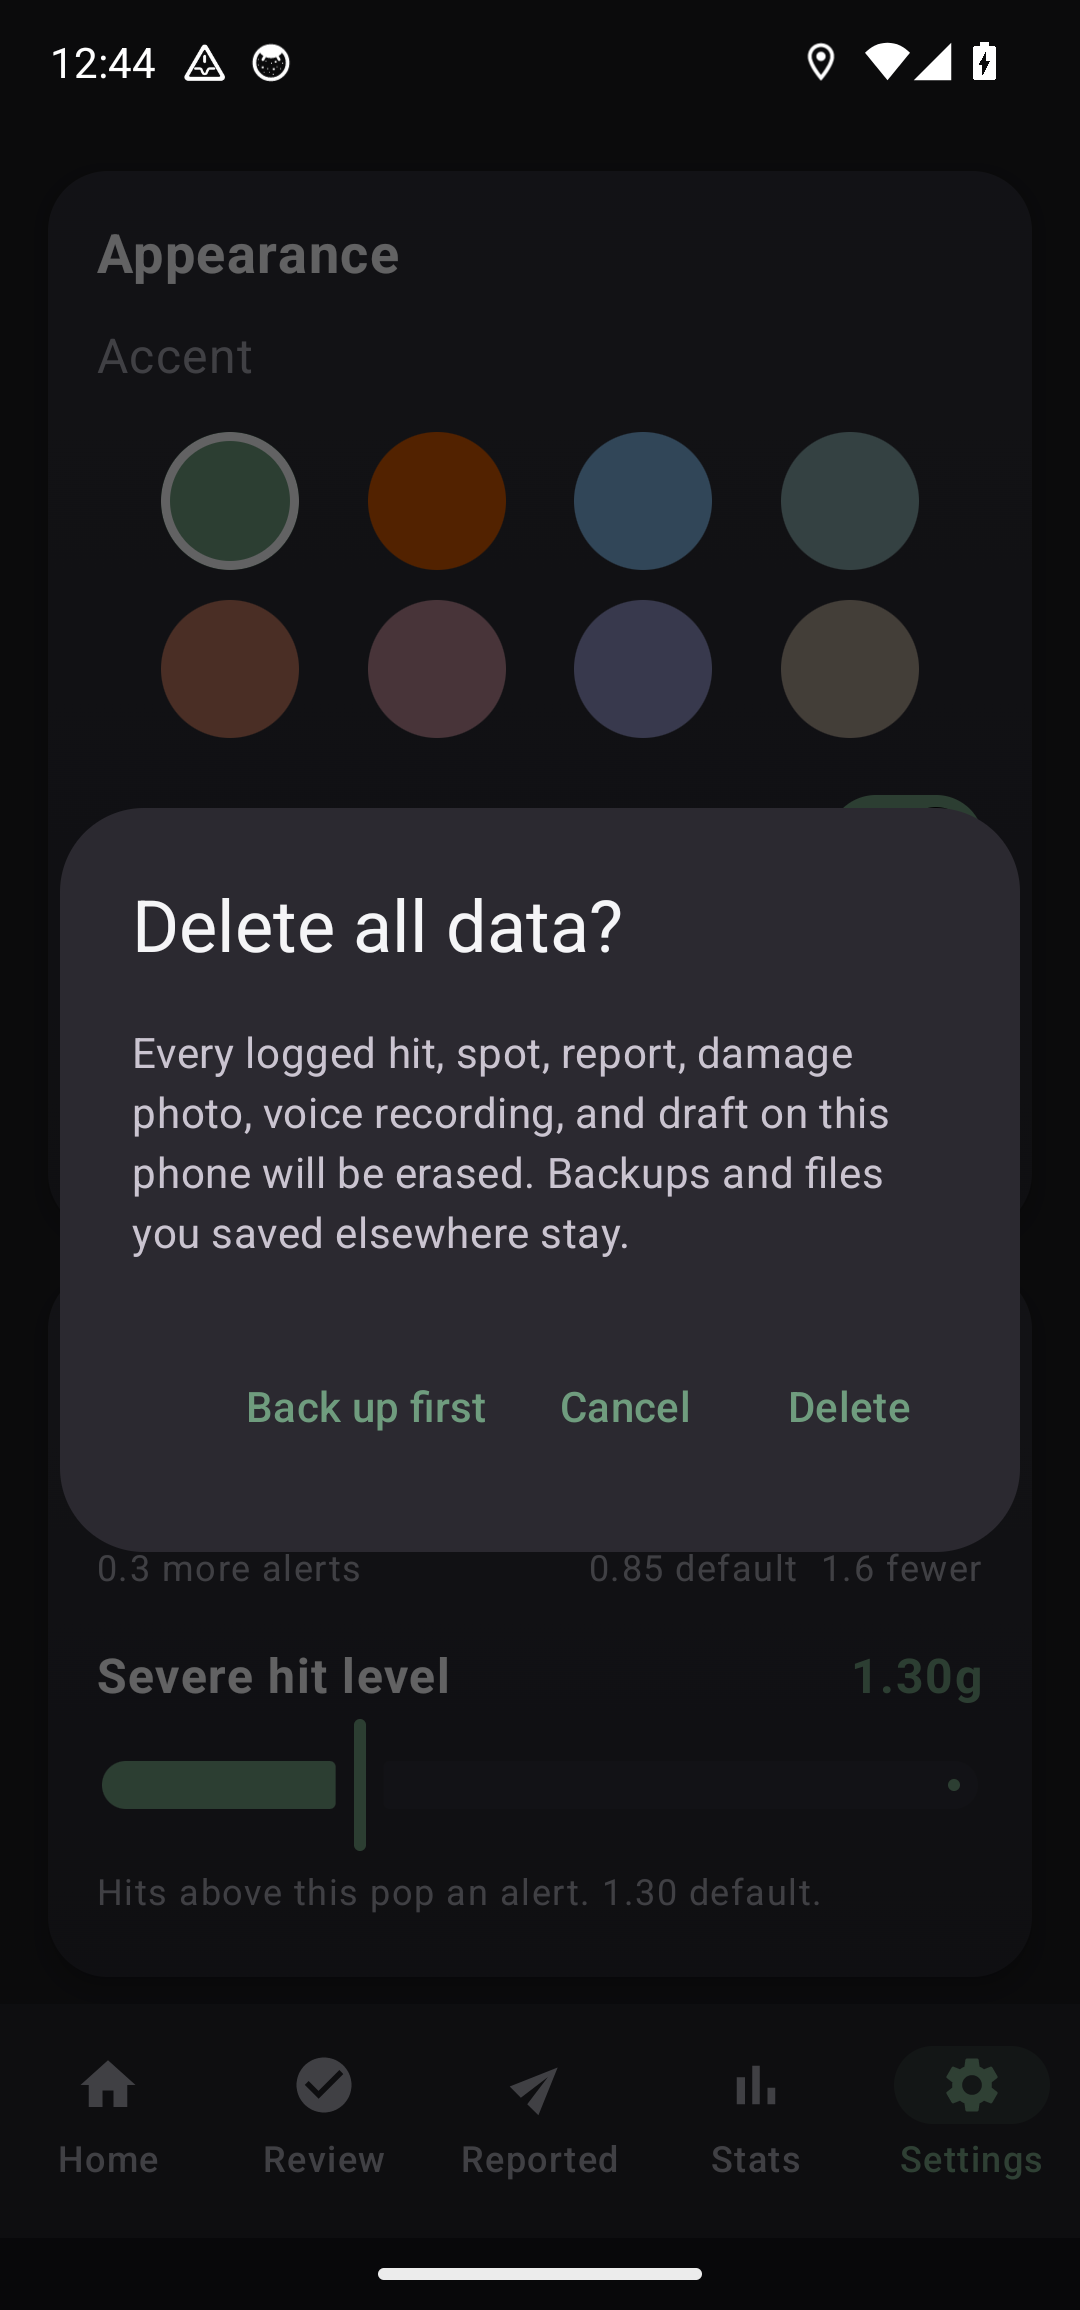 12:44
Appearance
Accent
Delete all data?
Every logged hit, spot, report, damage
photo, voice recording, and draft on this
phone will be erased. Backups and files
you saved elsewhere stay.
Back up first Cancel Delete
0.3 more alerts 0.85 default 1.6 fewer
Severe hit level 1.30g
Hits above this pop an alert. 1.30 default.
Home Review Reported Stats Settings